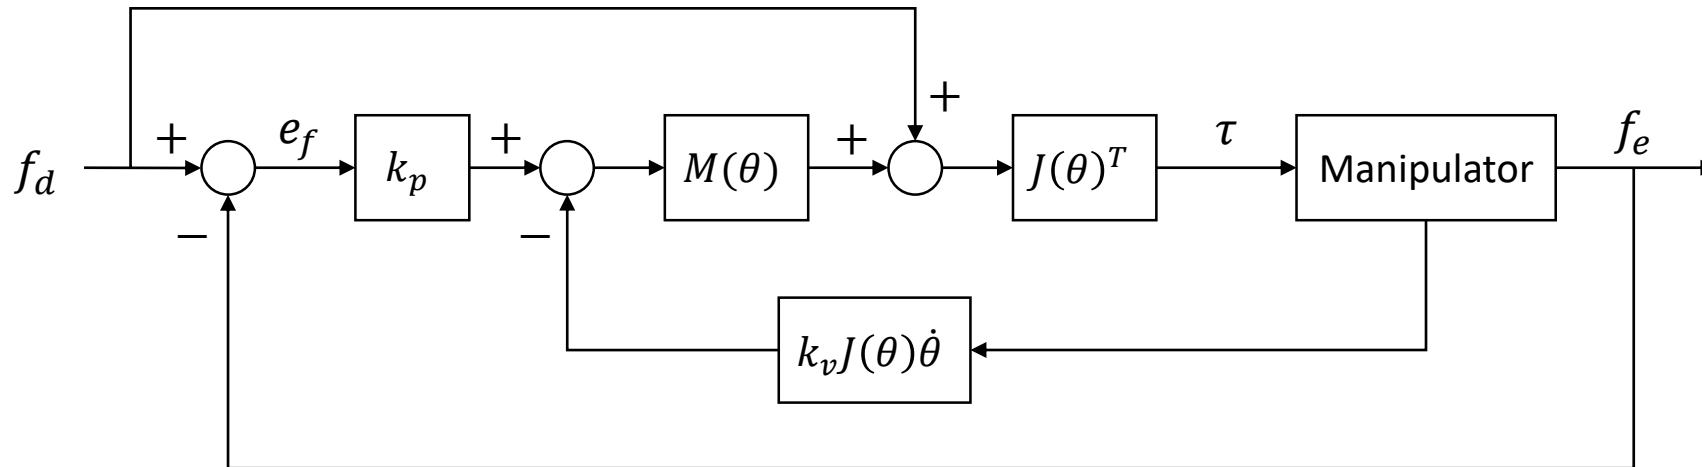 +
f_d
+
e_f
k_p
+
M(θ)
+
J(θ)^T
τ
Manipulator
f_e
−
−
k_v J(θ)θ̇